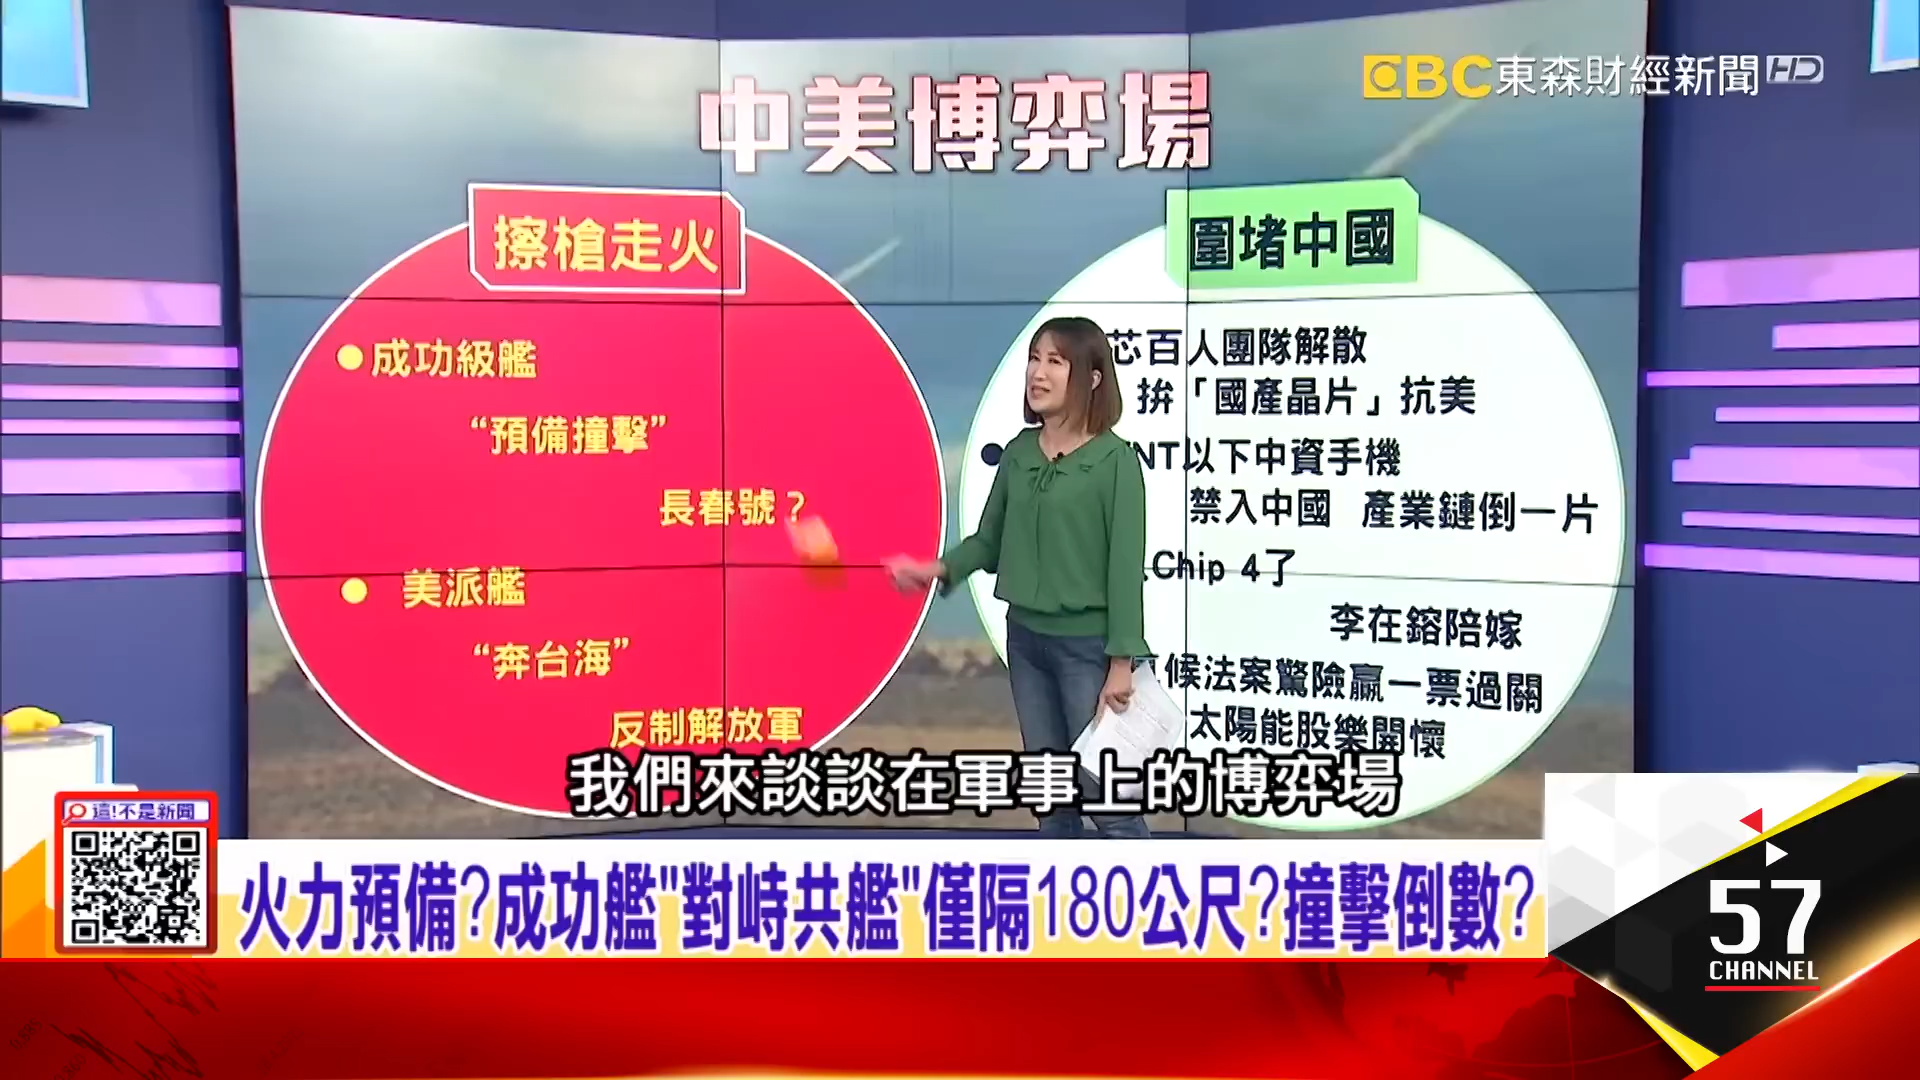 EBC東森財經新聞HD
中美博弈場
擦槍走火
成功級艦
“預備撞擊”
長春號？
美派艦
“奔台海”
反制解放軍
圍堵中國
芯百人團隊解散
拚「國產晶片」抗美
NT以下中資手機
禁入中國 產業鏈倒一片
Chip 4了
李在鎔陪嫁
候法案驚險贏一票過關
太陽能股樂開懷
我們來談談在軍事上的博弈場
這!不是新聞
火力預備?成功艦"對峙共艦"僅隔180公尺?撞擊倒數?
57
CHANNEL